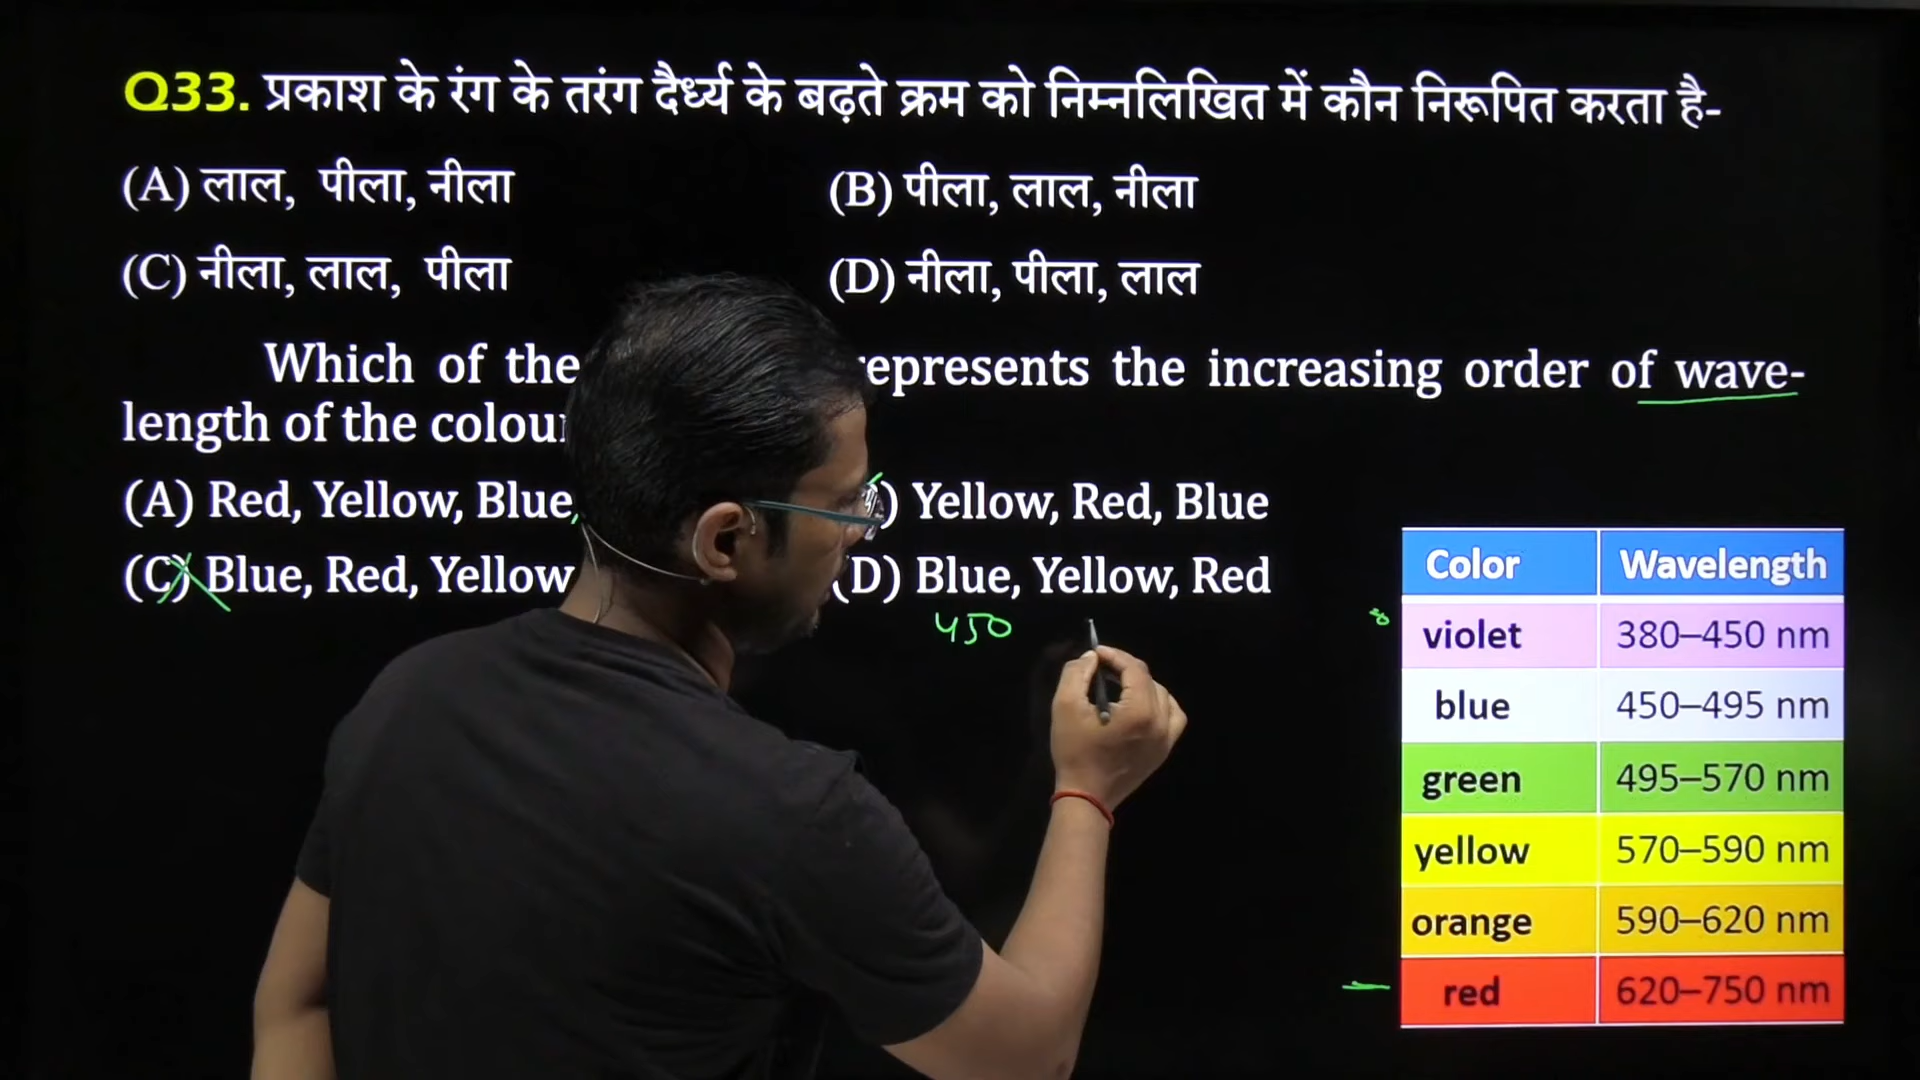 Q33. प्रकाश के रंग के तरंग दैर्ध्य के बढ़ते क्रम को निम्नलिखित में कौन निरूपित करता है-
(A) लाल, पीला, नीला (B) पीला, लाल, नीला
(C) नीला, लाल, पीला (D) नीला, पीला, लाल
Which of the epresents the increasing order of wave-
length of the colou
(A) Red, Yellow, Blue ) Yellow, Red, Blue
(C) Blue, Red, Yellow (D) Blue, Yellow, Red
450
Color Wavelength
violet 380–450 nm
blue 450–495 nm
green 495–570 nm
yellow 570–590 nm
orange 590–620 nm
red 620–750 nm